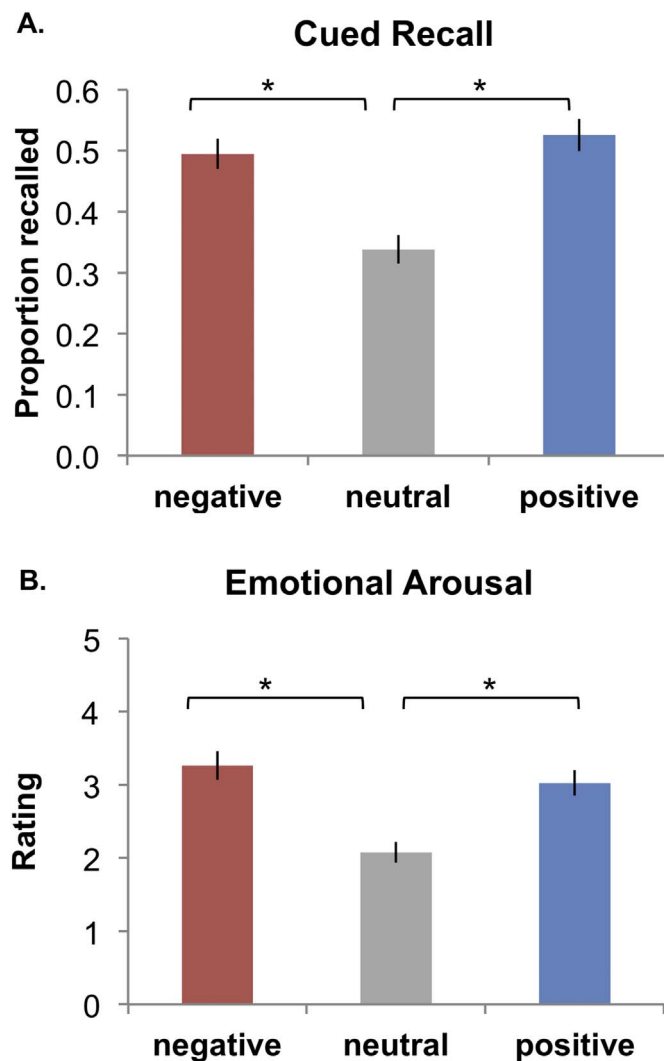 A.
Cued Recall
Proportion recalled
0.6
0.5
0.4
0.3
0.2
0.1
0.0
*
*
negative neutral positive
B.
Emotional Arousal
Rating
5
4
3
2
1
0
*
*
negative neutral positive